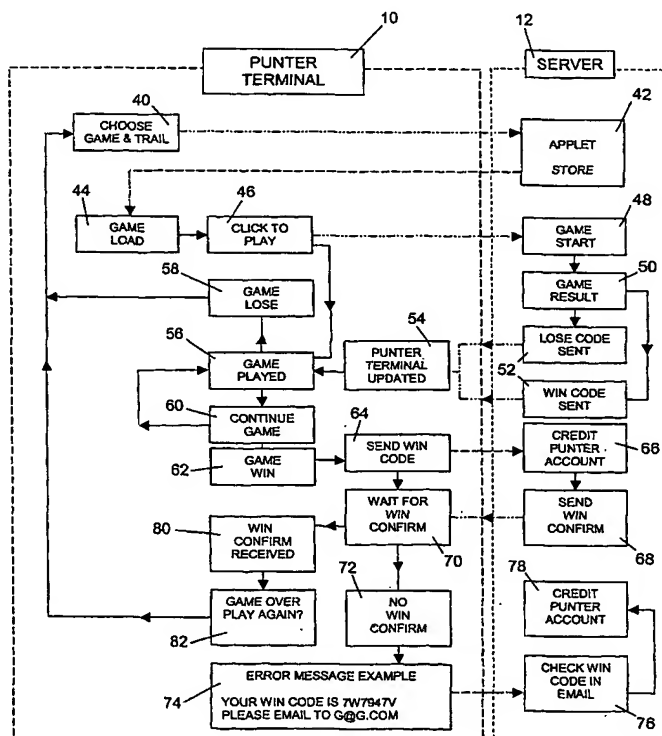 10
12
PUNTER
TERMINAL
SERVER
40
42
CHOOSE
GAME & TRAIL
APPLET
STORE
44
46
48
GAME
LOAD
CLICK TO
PLAY
GAME
START
58
50
GAME
LOSE
GAME
RESULT
56
54
GAME
PLAYED
PUNTER
TERMINAL
UPDATED
LOSE CODE
SENT
52
WIN CODE
SENT
60
CONTINUE
GAME
64
62
GAME
WIN
SEND WIN
CODE
CREDIT
PUNTER
ACCOUNT
66
80
WIN
CONFIRM
RECEIVED
WAIT FOR
WIN
CONFIRM
70
SEND
WIN
CONFIRM
68
72
78
GAME OVER
PLAY AGAIN?
82
NO
WIN
CONFIRM
CREDIT
PUNTER
ACCOUNT
74
ERROR MESSAGE EXAMPLE
YOUR WIN CODE IS 7W7947V
PLEASE EMAIL TO G@G.COM
CHECK WIN
CODE IN
EMAIL
76